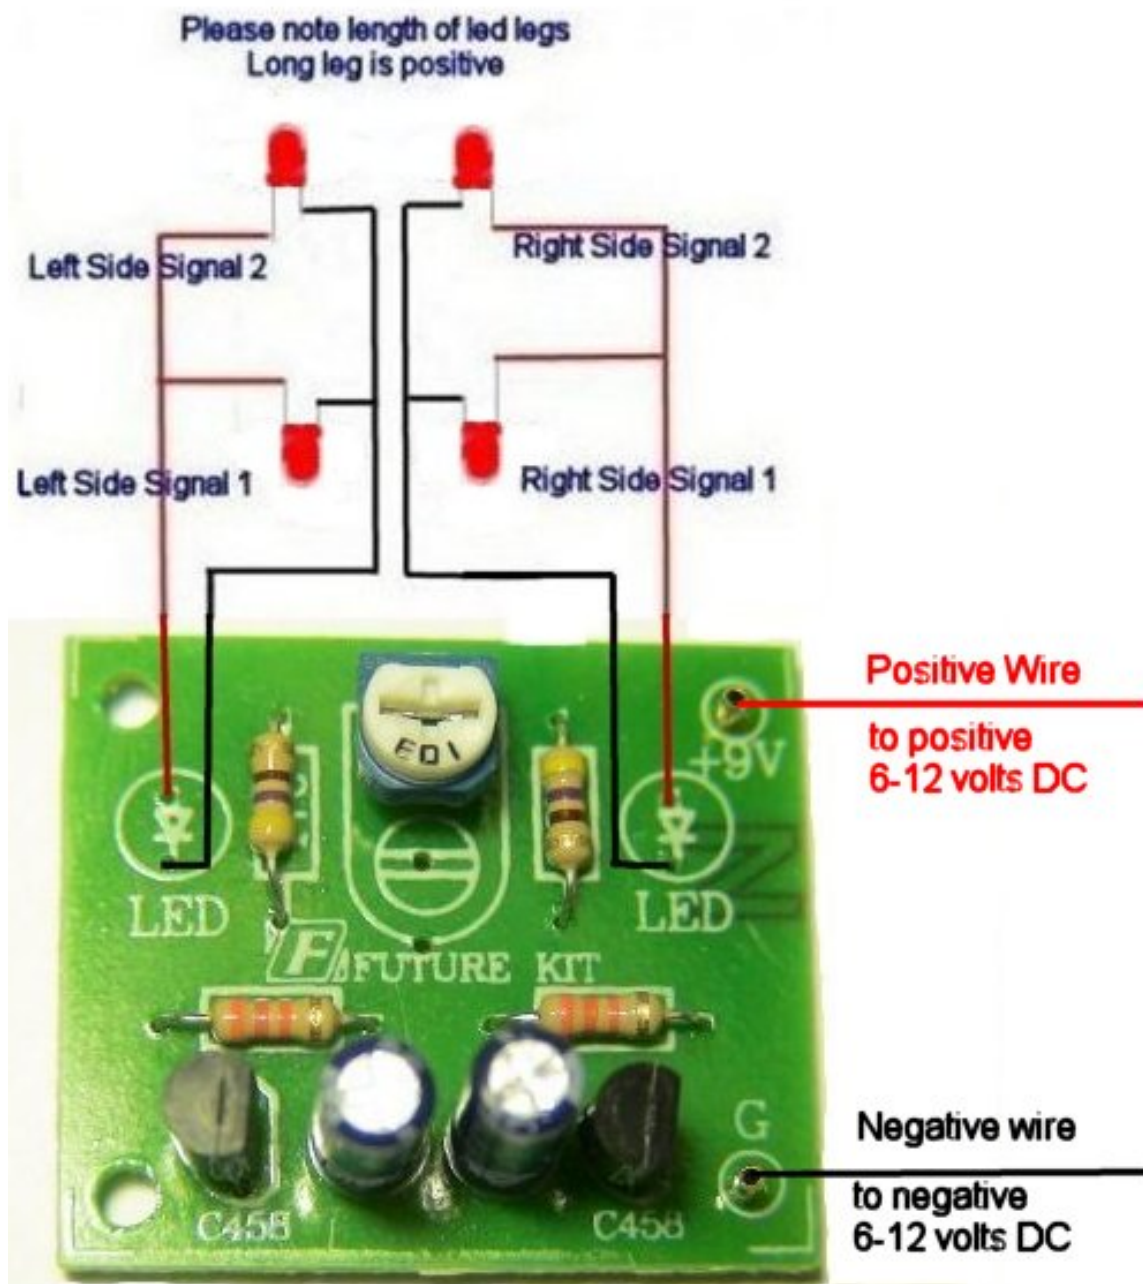 Please note length of led legs
Long leg is positive
Left Side Signal 2
Right Side Signal 2
Left Side Signal 1
Right Side Signal 1
Positive Wire
to positive
6-12 volts DC
+9V
LED
LED
F
FUTURE KIT
G
Negative wire
to negative
6-12 volts DC
C458
C458